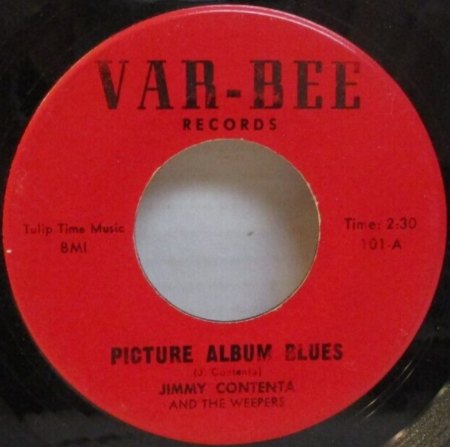 VAR-BEE
RECORDS
Tulip Time Music
BMI
Time: 2:30
101-A
PICTURE ALBUM BLUES
(J. Contenta)
JIMMY CONTENTA
AND THE WEEPERS